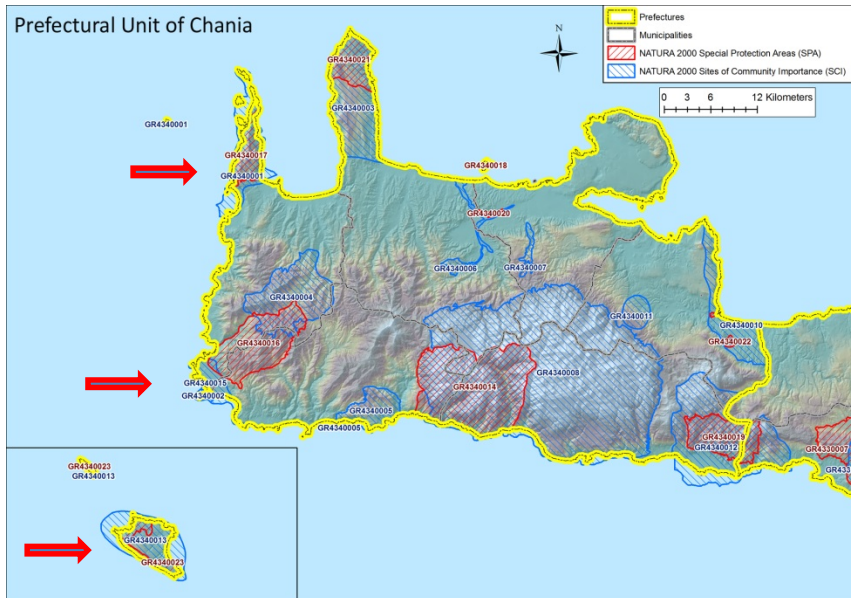 Prefectural Unit of Chania
N
Prefectures
Municipalities
NATURA 2000 Special Protection Areas (SPA)
NATURA 2000 Sites of Community Importance (SCI)
0 3 6 12 Kilometers
GR4340021
GR4340003
GR4340001
GR4340017
GR4340001
GR4340018
GR4340020
GR4340006
GR4340007
GR4340004
GR4340011
GR4340010
GR4340016
GR4340022
GR4340015
GR4340002
GR4340014
GR4340008
GR4340005
GR4340005
GR4340019
GR4340012
GR4330007
GR4340023
GR4340013
GR4340013
GR4340023